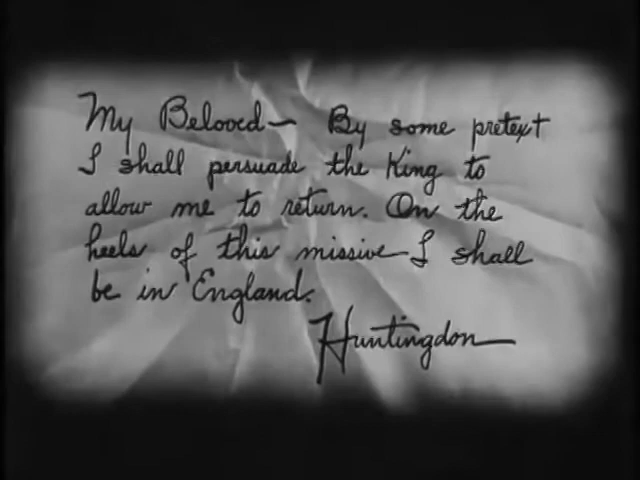 My Beloved— By some pretext
I shall persuade the King to
allow me to return. On the
heels of this missive—I shall
be in England.
Huntingdon